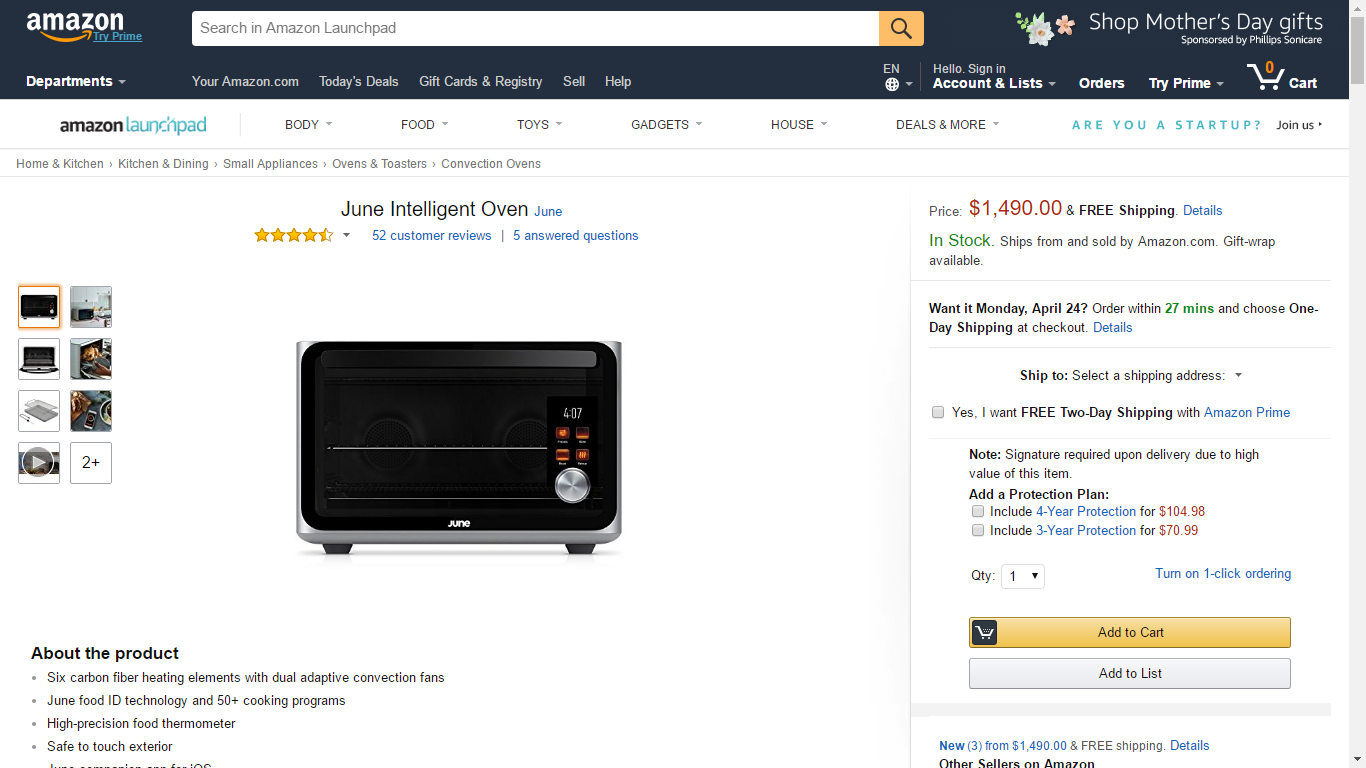 amazon
Try Prime
Search in Amazon Launchpad
Shop Mother's Day gifts
Sponsorsed by Phillips Sonicare
Departments
Your Amazon.com Today's Deals Gift Cards & Registry Sell Help
EN
Hello. Sign in
Account & Lists
Orders
Try Prime
0
Cart
amazon launchpad
BODY FOOD TOYS GADGETS HOUSE DEALS & MORE
ARE YOU A STARTUP? Join us
Home & Kitchen › Kitchen & Dining › Small Appliances › Ovens & Toasters › Convection Ovens
June Intelligent Oven June
52 customer reviews | 5 answered questions
2+
4:07
JUNE
About the product
Six carbon fiber heating elements with dual adaptive convection fans
June food ID technology and 50+ cooking programs
High-precision food thermometer
Safe to touch exterior
June companion app for iOS
Price: $1,490.00 & FREE Shipping. Details
In Stock. Ships from and sold by Amazon.com. Gift-wrap
available.
Want it Monday, April 24? Order within 27 mins and choose One-
Day Shipping at checkout. Details
Ship to: Select a shipping address:
Yes, I want FREE Two-Day Shipping with Amazon Prime
Note: Signature required upon delivery due to high
value of this item.
Add a Protection Plan:
Include 4-Year Protection for $104.98
Include 3-Year Protection for $70.99
Qty: 1
Turn on 1-click ordering
Add to Cart
Add to List
New (3) from $1,490.00 & FREE shipping. Details
Other Sellers on Amazon